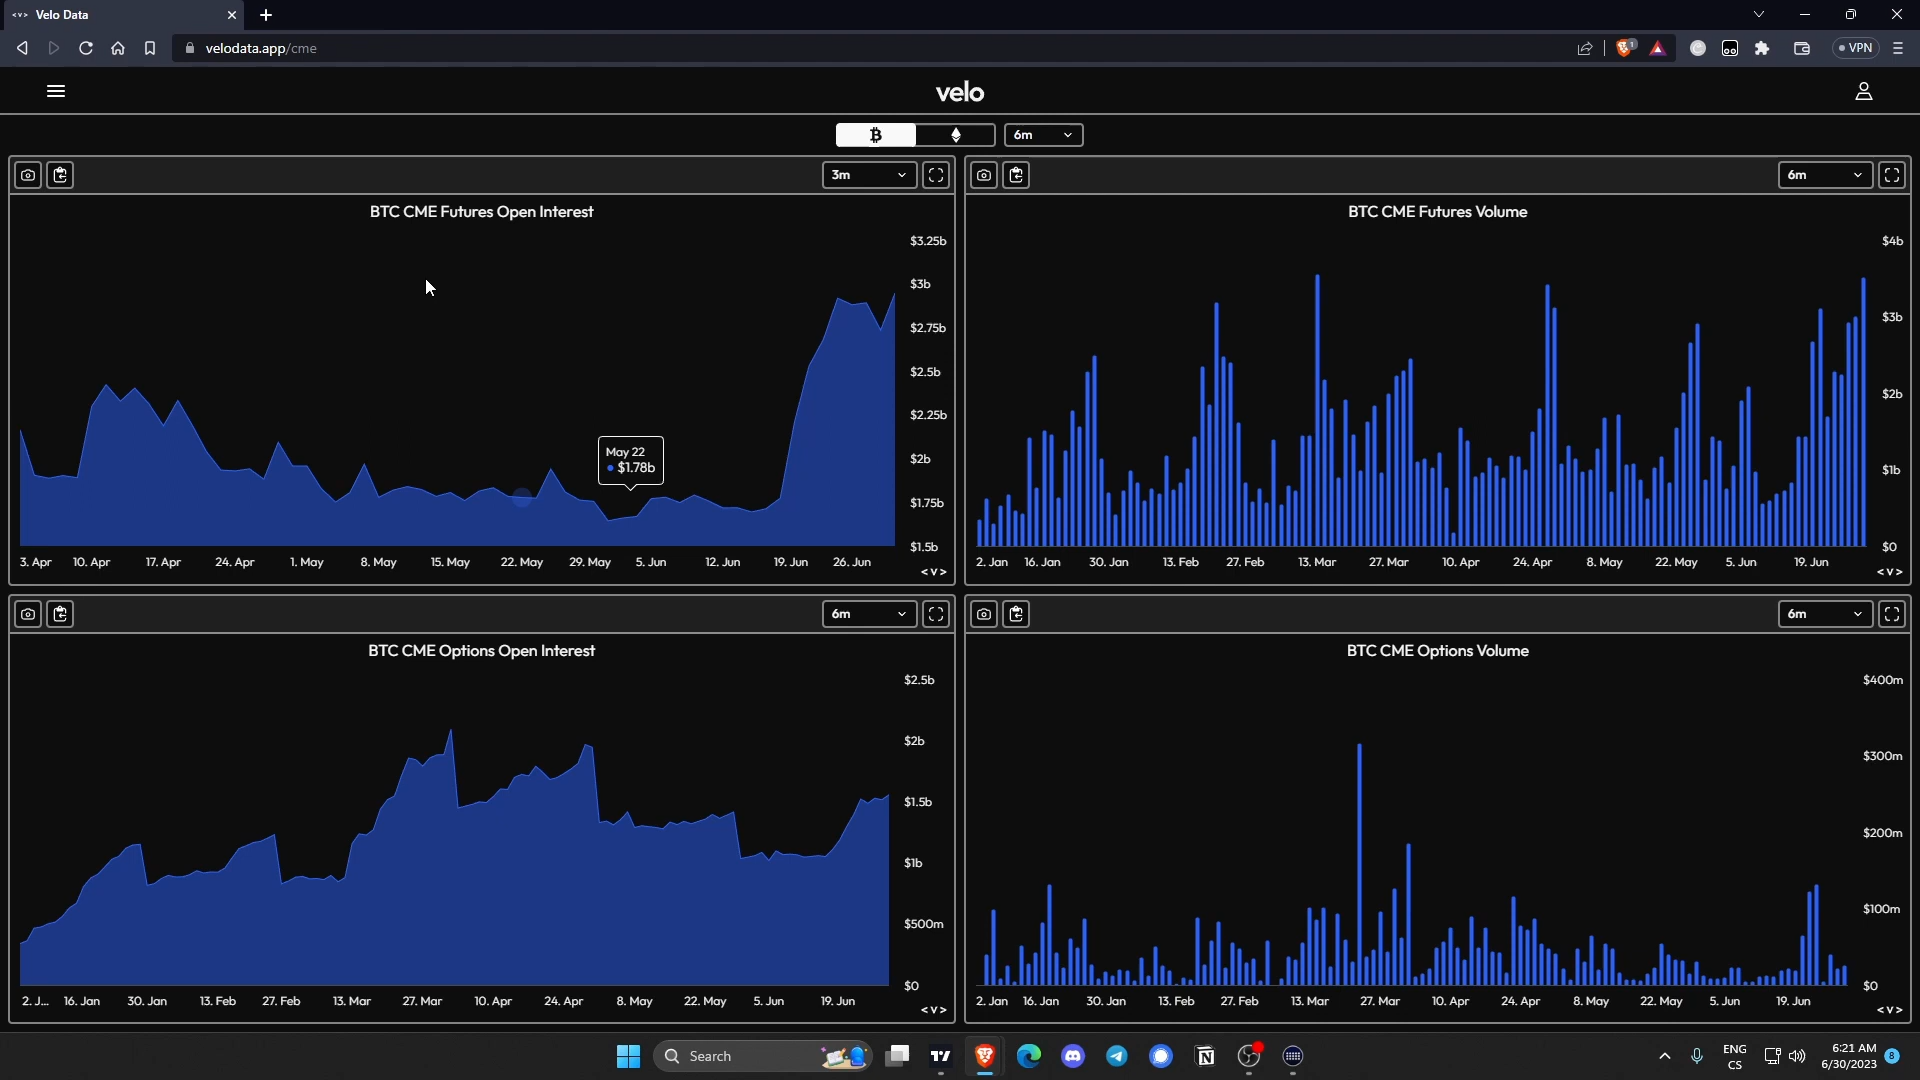 Velo Data
velodata.app/cme
1
VPN
velo
6m
3m
BTC CME Futures Open Interest
$3.25b
$3b
$2.75b
$2.5b
$2.25b
$2b
$1.75b
$1.5b
May 22
$1.78b
3. Apr 10. Apr 17. Apr 24. Apr 1. May 8. May 15. May 22. May 29. May 5. Jun 12. Jun 19. Jun 26. Jun
<v>
6m
BTC CME Futures Volume
$4b
$3b
$2b
$1b
$0
2. Jan 16. Jan 30. Jan 13. Feb 27. Feb 13. Mar 27. Mar 10. Apr 24. Apr 8. May 22. May 5. Jun 19. Jun
<v>
6m
BTC CME Options Open Interest
$2.5b
$2b
$1.5b
$1b
$500m
$0
2. J... 16. Jan 30. Jan 13. Feb 27. Feb 13. Mar 27. Mar 10. Apr 24. Apr 8. May 22. May 5. Jun 19. Jun
<v>
6m
BTC CME Options Volume
$400m
$300m
$200m
$100m
$0
2. Jan 16. Jan 30. Jan 13. Feb 27. Feb 13. Mar 27. Mar 10. Apr 24. Apr 8. May 22. May 5. Jun 19. Jun
<v>
Search
ENG
CS
6:21 AM
6/30/2023
8